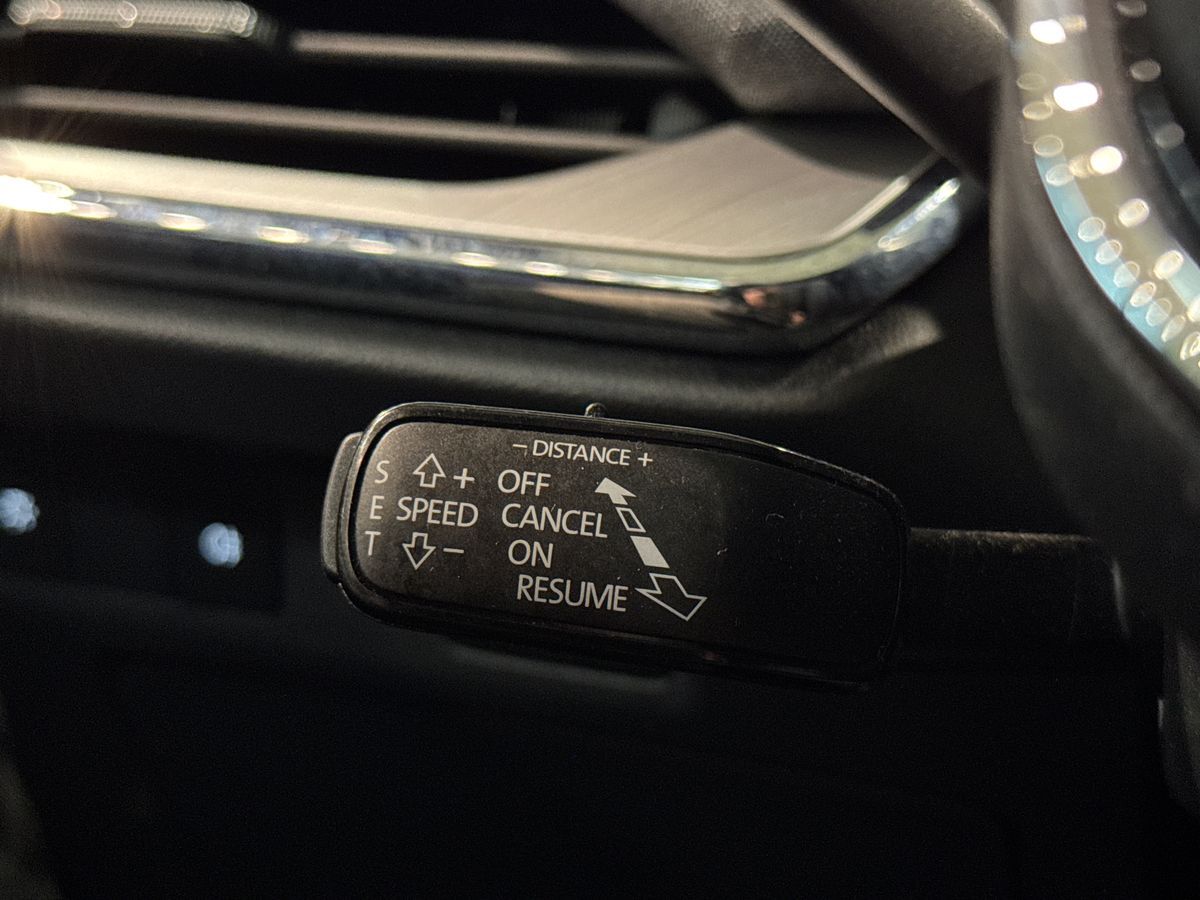 – DISTANCE +
S + OFF
E SPEED CANCEL
T – ON
RESUME